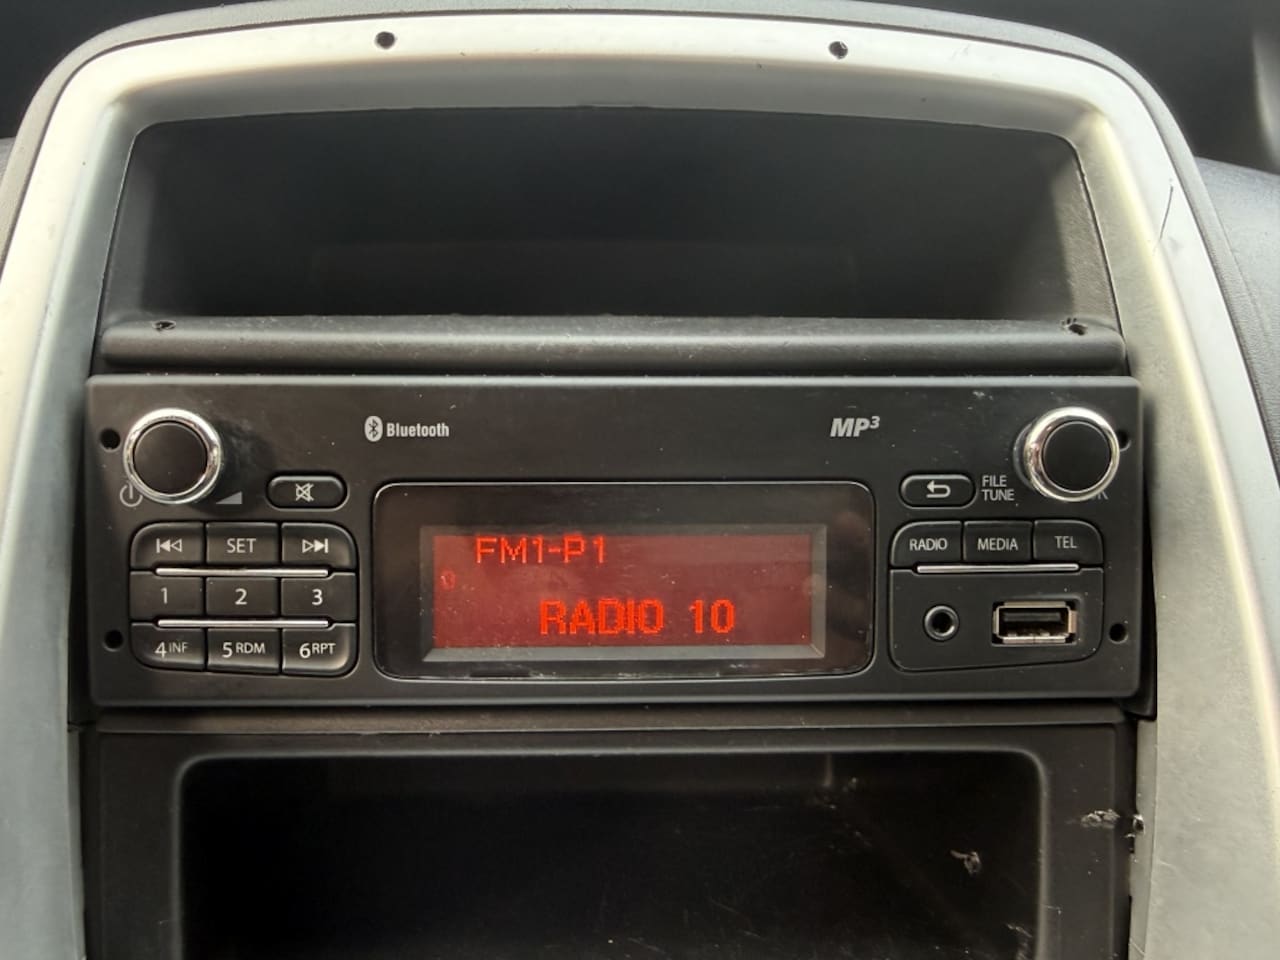 Bluetooth
MP3
FILE
TUNE
SET
RADIO MEDIA TEL
FM1-P1
1 2 3
RADIO 10
4INF 5RDM 6RPT